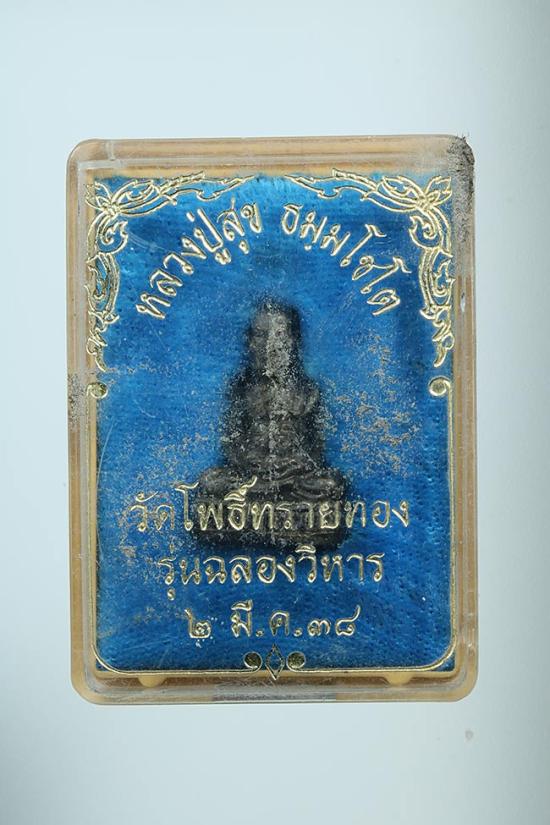 หลวงปู่สุข ธมฺมโชโต
วัดโพธิ์ทรายทอง
รุ่นฉลองวิหาร
๒ มี.ค.๓๘